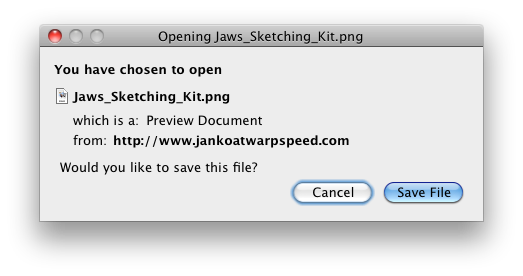 Opening Jaws_Sketching_Kit.png
You have chosen to open
Jaws_Sketching_Kit.png
which is a: Preview Document
from: http://www.jankoatwarpspeed.com
Would you like to save this file?
Cancel Save File